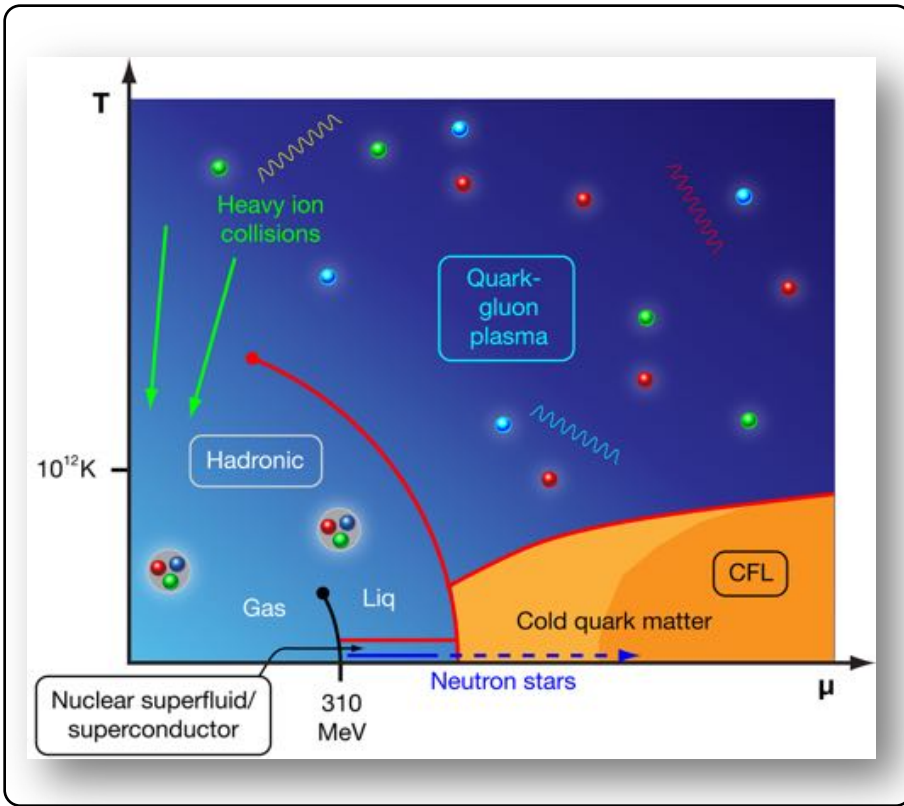 T
Heavy ion
collisions
Quark-
gluon
plasma
10¹²K
Hadronic
CFL
Gas
Liq
Cold quark matter
Neutron stars
μ
Nuclear superfluid/
superconductor
310
MeV